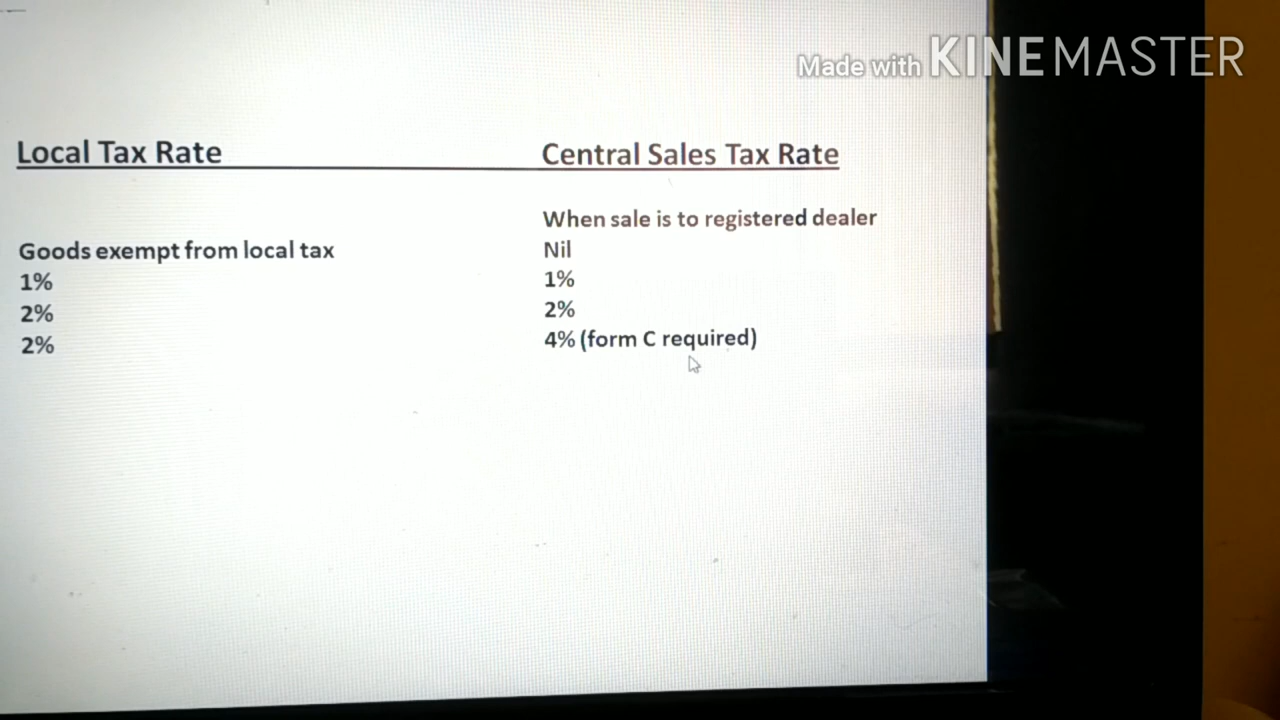 Made with KINEMASTER
Local Tax Rate Central Sales Tax Rate
When sale is to registered dealer
Goods exempt from local tax Nil
1% 1%
2% 2%
2% 4% (form C required)